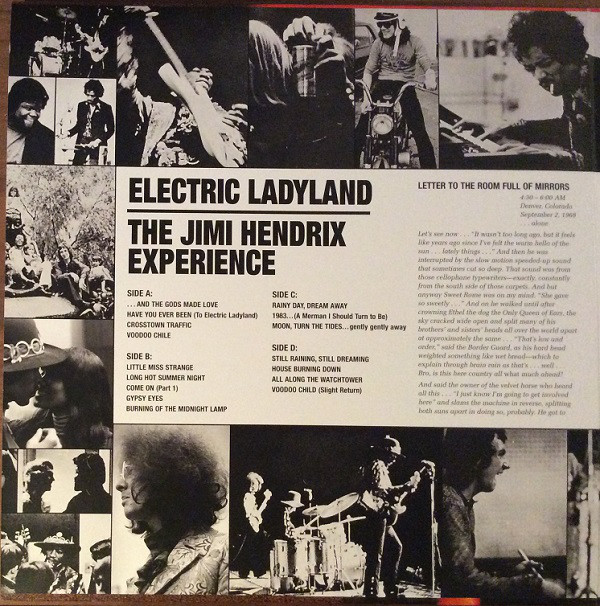 ELECTRIC LADYLAND
THE JIMI HENDRIX
EXPERIENCE
SIDE A:
. . . AND THE GODS MADE LOVE
HAVE YOU EVER BEEN (To Electric Ladyland)
CROSSTOWN TRAFFIC
VOODOO CHILE
SIDE B:
LITTLE MISS STRANGE
LONG HOT SUMMER NIGHT
COME ON (Part 1)
GYPSY EYES
BURNING OF THE MIDNIGHT LAMP
SIDE C:
RAINY DAY, DREAM AWAY
1983...(A Merman I Should Turn to Be)
MOON, TURN THE TIDES...gently gently away
SIDE D:
STILL RAINING, STILL DREAMING
HOUSE BURNING DOWN
ALL ALONG THE WATCHTOWER
VOODOO CHILD (Slight Return)
LETTER TO THE ROOM FULL OF MIRRORS
4:30–6:00 AM
Denver, Colorado
September 2, 1968
. . . alone
Let's see now . . . "It wasn't too long ago, but it feels
like years ago since I've felt the warm hello of the
sun . . . lately things . . ." And then he was
interrupted by the slow motion speeded up sound
that sometimes cut so deep. That sound was from
those cellophane typewriters—exactly, constantly
from the south side of those carpets. And but
anyway Sweet Rosse was on my mind. "She gave
so sweetly . . ." And on he walked until after
crowning Ethel the dog the Only Queen of Ears, the
sky cracked wide open and split many of his
brothers' and sisters' heads all over the world apart
at approximately the same . . . "That's box and
order," said the Border Guard, as his hard head
weighted something like wet bread—which to
explain through brain rain as that's . . . well . .
Bro, is this here country all what much ahead?
And said the owner of the velvet horse who heard
all this . . . "I just know I'm going to get involved
here" and slams the machine in reverse, splitting
both suns apart in doing so, probably. He got to